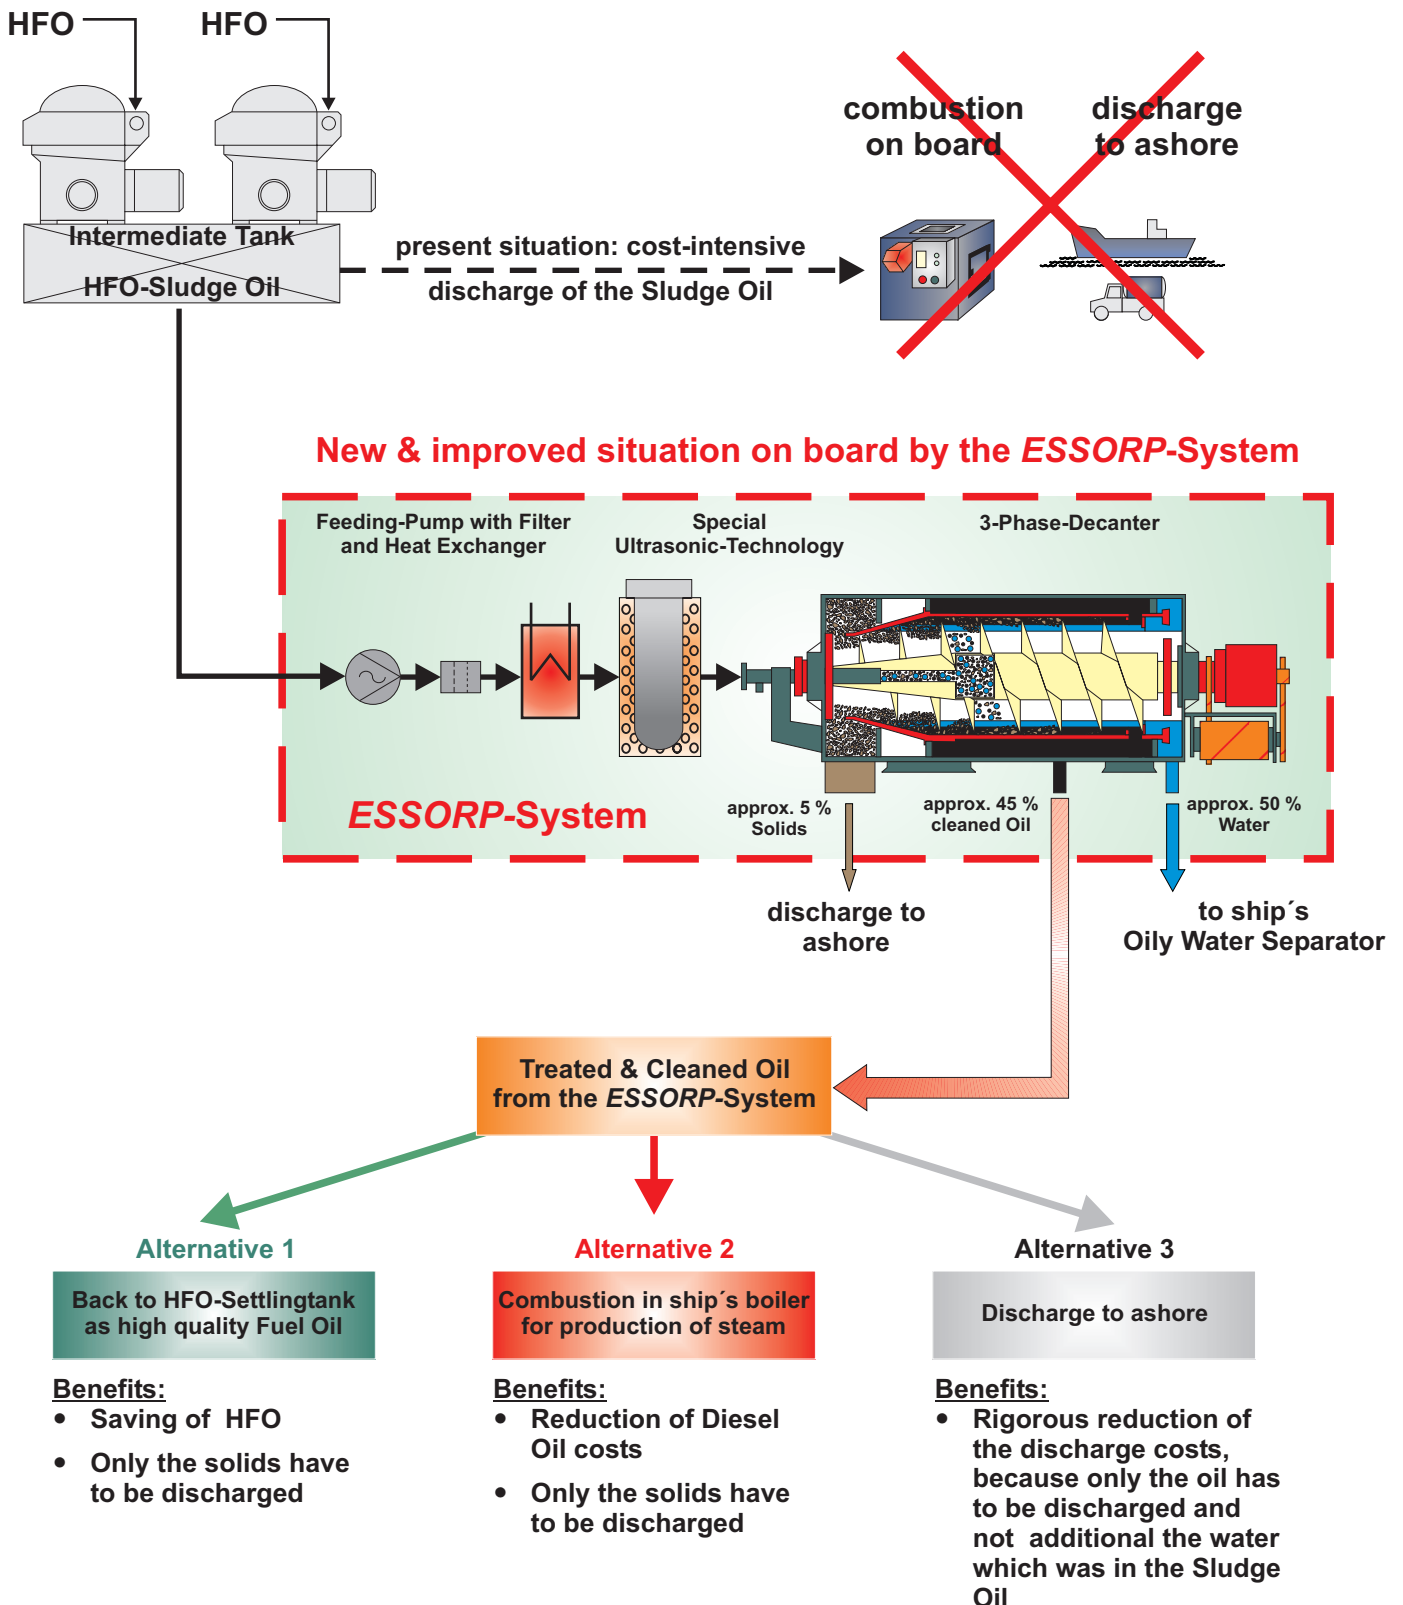 HFO
HFO
combustion
on board
discharge
to ashore
Intermediate Tank
HFO-Sludge Oil
present situation: cost-intensive
discharge of the Sludge Oil
New & improved situation on board by the ESSORP-System
Feeding-Pump with Filter
and Heat Exchanger
Special
Ultrasonic-Technology
3-Phase-Decanter
ESSORP-System
approx. 5 %
Solids
approx. 45 %
cleaned Oil
approx. 50 %
Water
discharge to
ashore
to ship´s
Oily Water Separator
Treated & Cleaned Oil
from the ESSORP-System
Alternative 1
Back to HFO-Settlingtank
as high quality Fuel Oil
Benefits:
• Saving of  HFO
• Only the solids have
to be discharged
Alternative 2
Combustion in ship´s boiler
for production of steam
Benefits:
• Reduction of Diesel
Oil costs
• Only the solids have
to be discharged
Alternative 3
Discharge to ashore
Benefits:
• Rigorous reduction of
the discharge costs,
because only the oil has
to be discharged and
not  additional the water
which was in the Sludge
Oil